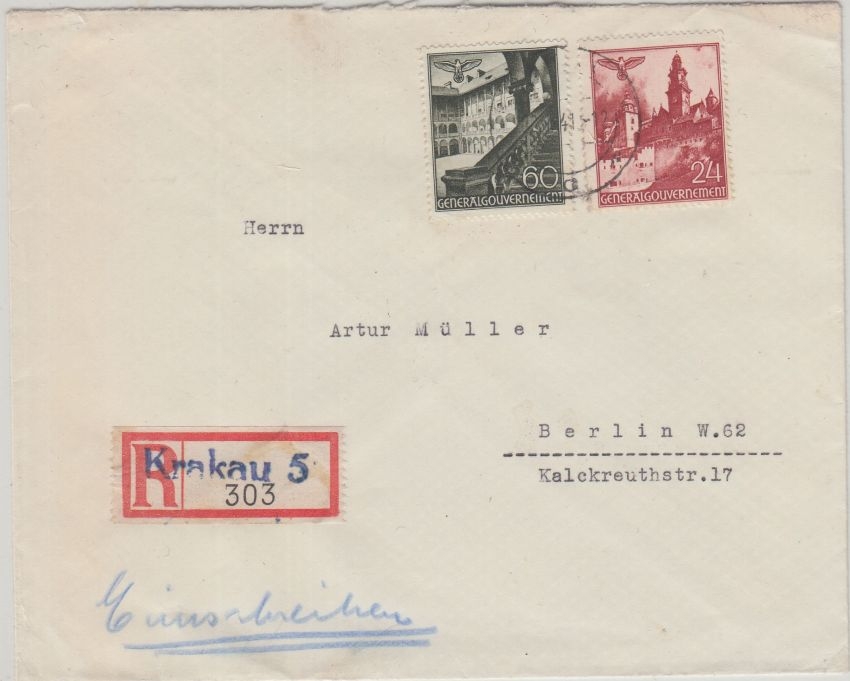 60
GENERALGOUVERNEMENT
24
GENERALGOUVERNEMENT
Herrn
Artur Müller
Berlin W.62
Kalckreuthstr.17
R
Krakau 5
303
Einschreiben